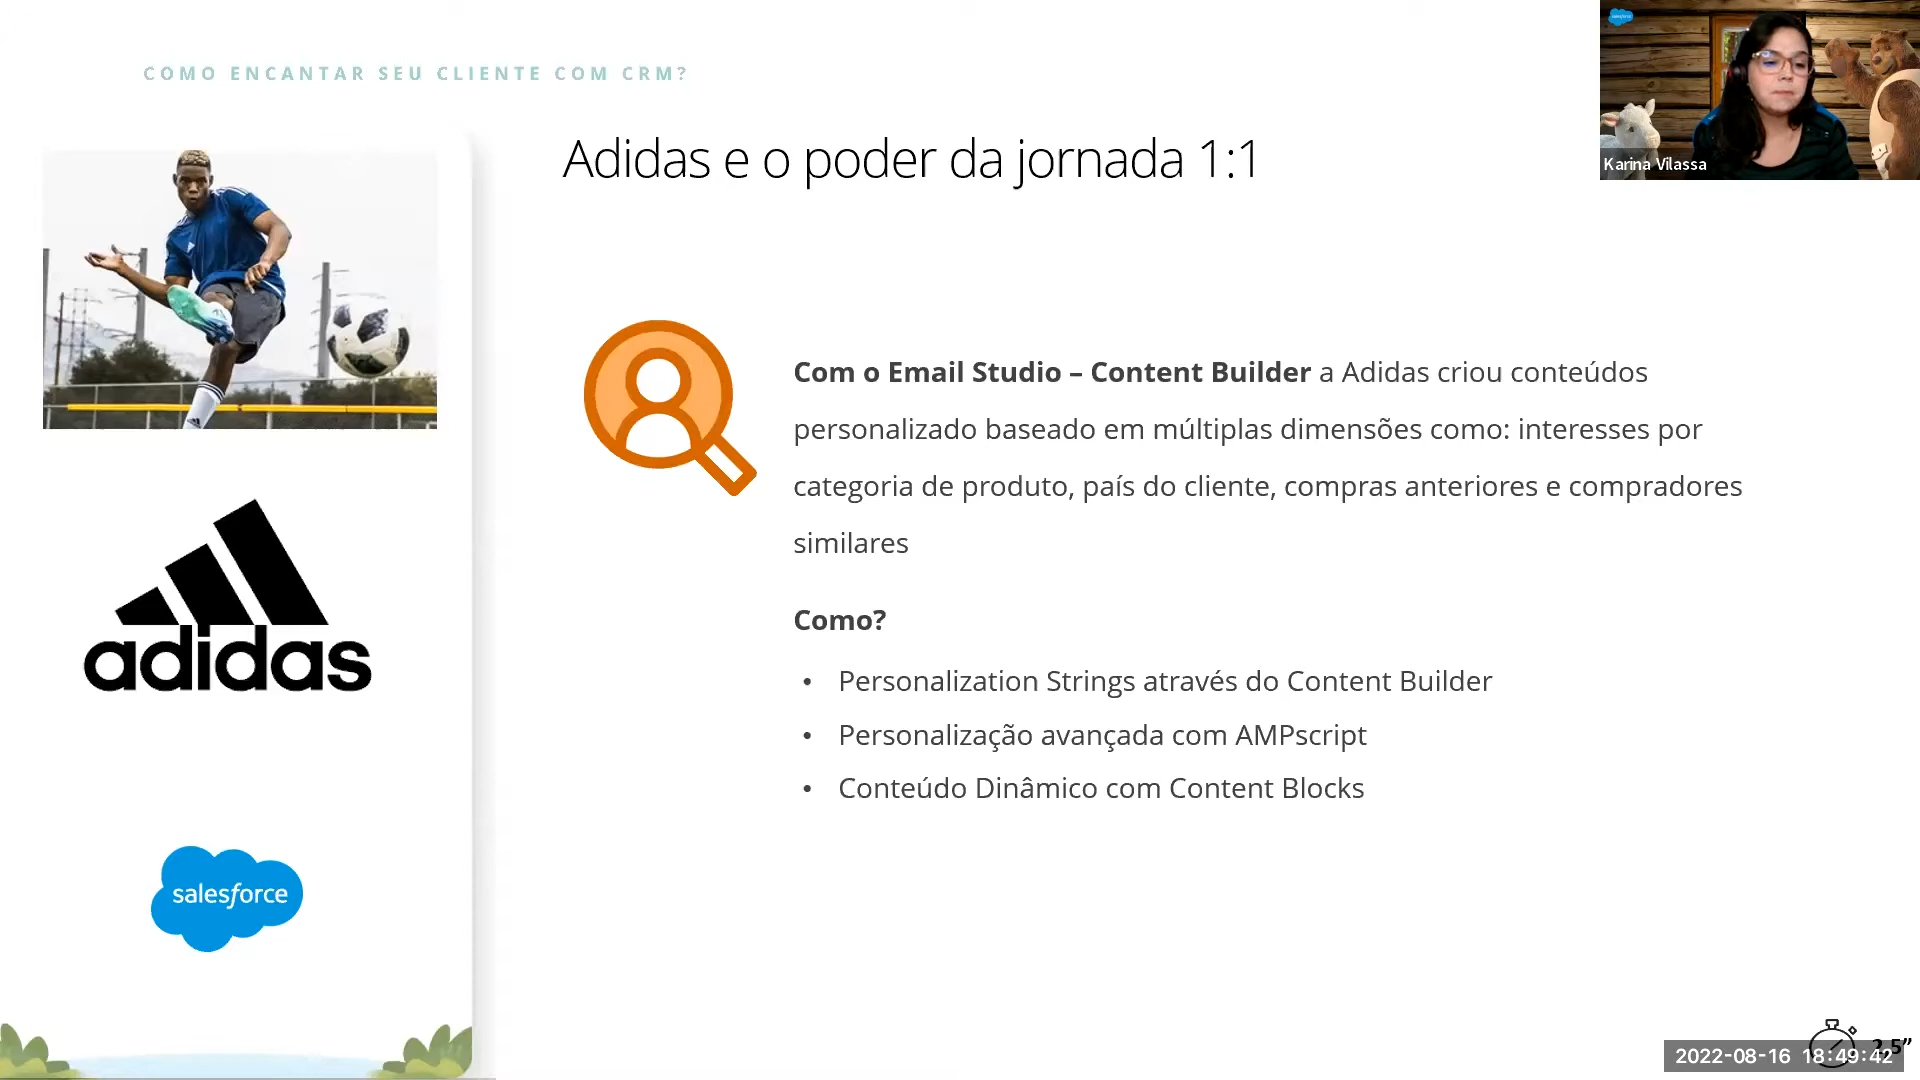 COMO ENCANTAR SEU CLIENTE COM CRM?
Adidas e o poder da jornada 1:1
salesforce
Karina Vilassa
Com o Email Studio – Content Builder a Adidas criou conteúdos
personalizado baseado em múltiplas dimensões como: interesses por
categoria de produto, país do cliente, compras anteriores e compradores
similares
adidas
Como?
• Personalization Strings através do Content Builder
• Personalização avançada com AMPscript
• Conteúdo Dinâmico com Content Blocks
salesforce
2,5”
2022-08-16 18:49:42